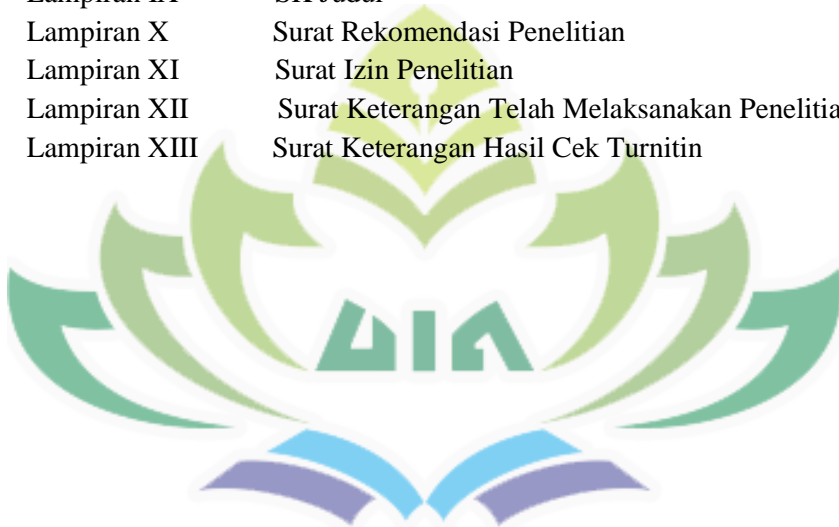 Lampiran X Surat Rekomendasi Penelitian
Lampiran XI Surat Izin Penelitian
Lampiran XII Surat Keterangan Telah Melaksanakan Penelitia
Lampiran XIII Surat Keterangan Hasil Cek Turnitin
UIN